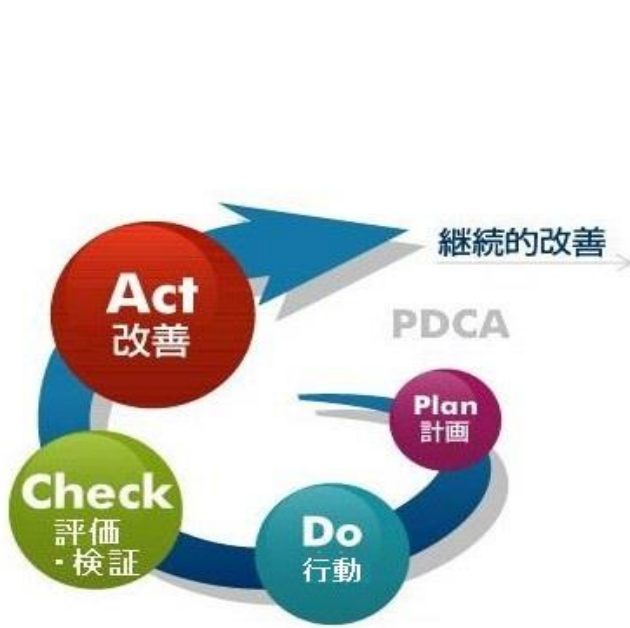 継続的改善
PDCA
Plan
計画
Do
行動
Check
評価
・検証
Act
改善